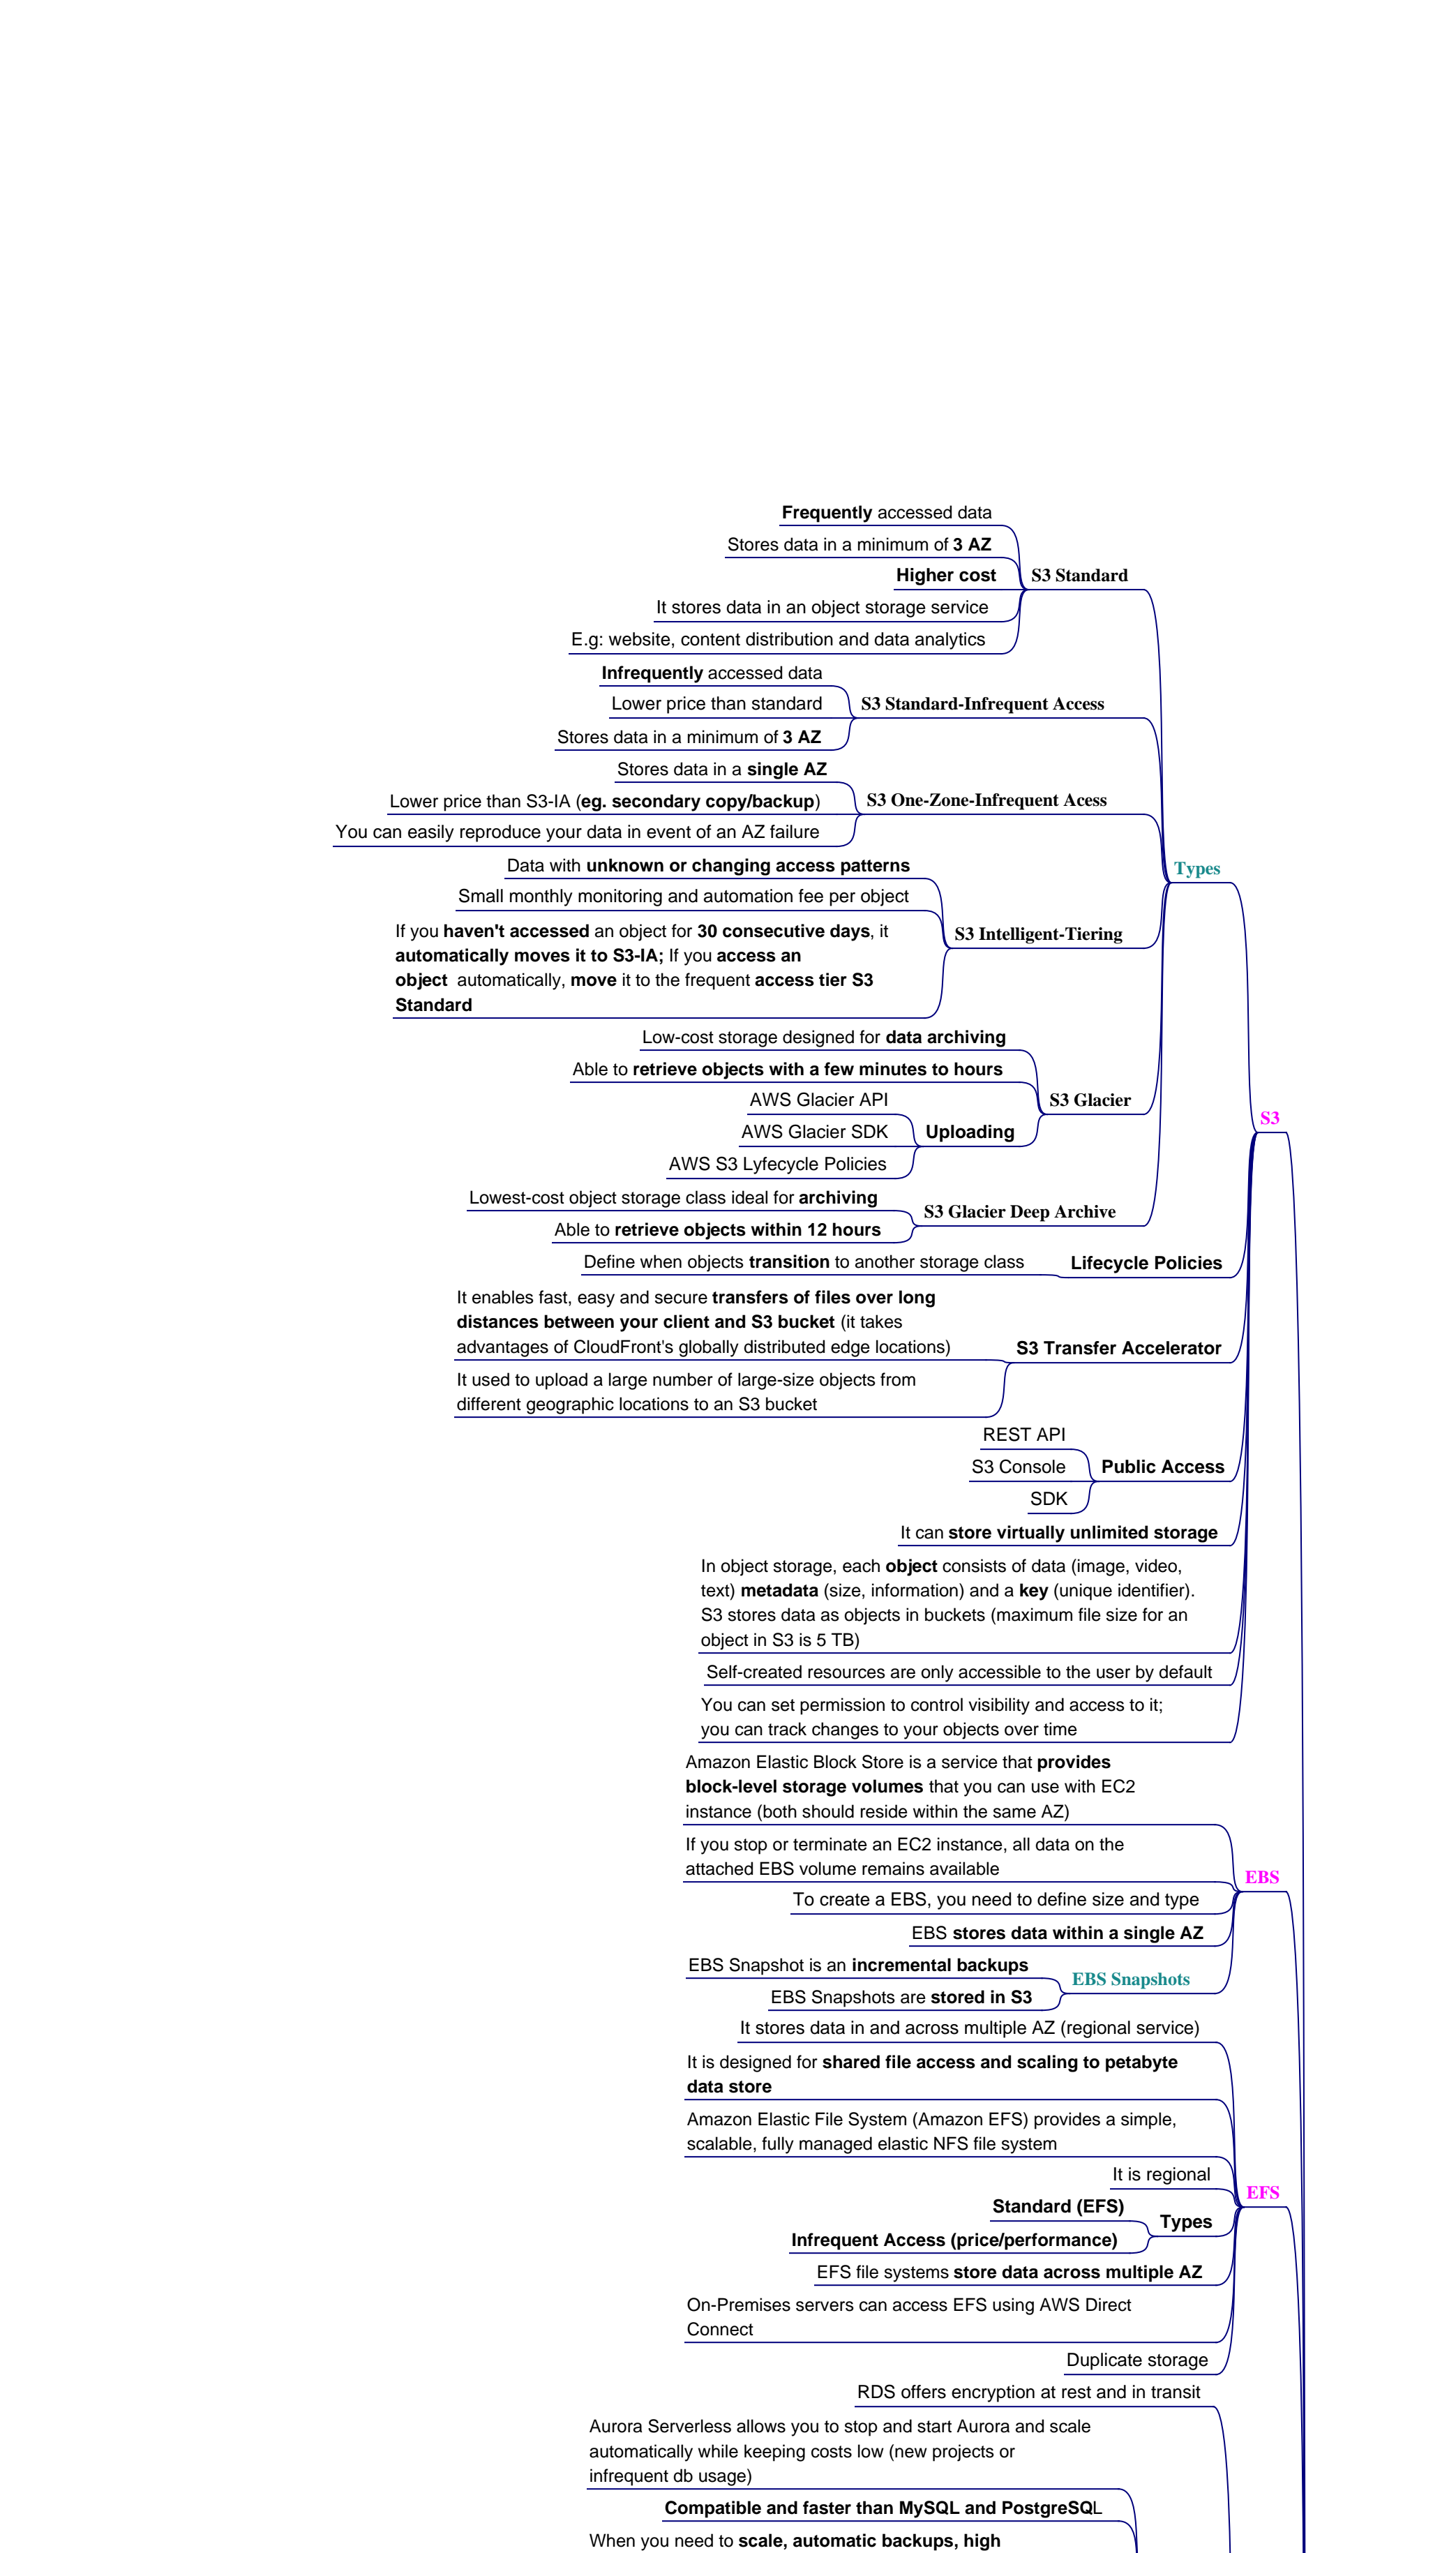 Frequently accessed data
Stores data in a minimum of 3 AZ
Higher cost
S3 Standard
It stores data in an object storage service
E.g: website, content distribution and data analytics
Infrequently accessed data
Lower price than standard
S3 Standard-Infrequent Access
Stores data in a minimum of 3 AZ
Stores data in a single AZ
Lower price than S3-IA (eg. secondary copy/backup)
S3 One-Zone-Infrequent Acess
You can easily reproduce your data in event of an AZ failure
Data with unknown or changing access patterns
Types
Small monthly monitoring and automation fee per object
If you haven't accessed an object for 30 consecutive days, it
automatically moves it to S3-IA; If you access an
object  automatically, move it to the frequent access tier S3
Standard
S3 Intelligent-Tiering
Low-cost storage designed for data archiving
Able to retrieve objects with a few minutes to hours
S3 Glacier
AWS Glacier API
AWS Glacier SDK
Uploading
AWS S3 Lyfecycle Policies
S3
Lowest-cost object storage class ideal for archiving
S3 Glacier Deep Archive
Able to retrieve objects within 12 hours
Define when objects transition to another storage class
Lifecycle Policies
It enables fast, easy and secure transfers of files over long
distances between your client and S3 bucket (it takes
advantages of CloudFront's globally distributed edge locations)
S3 Transfer Accelerator
It used to upload a large number of large-size objects from
different geographic locations to an S3 bucket
REST API
S3 Console
Public Access
SDK
It can store virtually unlimited storage
In object storage, each object consists of data (image, video,
text) metadata (size, information) and a key (unique identifier).
S3 stores data as objects in buckets (maximum file size for an
object in S3 is 5 TB)
Self-created resources are only accessible to the user by default
You can set permission to control visibility and access to it;
you can track changes to your objects over time
Amazon Elastic Block Store is a service that provides
block-level storage volumes that you can use with EC2
instance (both should reside within the same AZ)
If you stop or terminate an EC2 instance, all data on the
attached EBS volume remains available
EBS
To create a EBS, you need to define size and type
EBS stores data within a single AZ
EBS Snapshot is an incremental backups
EBS Snapshots
EBS Snapshots are stored in S3
It stores data in and across multiple AZ (regional service)
It is designed for shared file access and scaling to petabyte
data store
Amazon Elastic File System (Amazon EFS) provides a simple,
scalable, fully managed elastic NFS file system
It is regional
EFS
Standard (EFS)
Types
Infrequent Access (price/performance)
EFS file systems store data across multiple AZ
On-Premises servers can access EFS using AWS Direct
Connect
Duplicate storage
RDS offers encryption at rest and in transit
Aurora Serverless allows you to stop and start Aurora and scale
automatically while keeping costs low (new projects or
infrequent db usage)
Compatible and faster than MySQL and PostgreSQL
When you need to scale, automatic backups, high